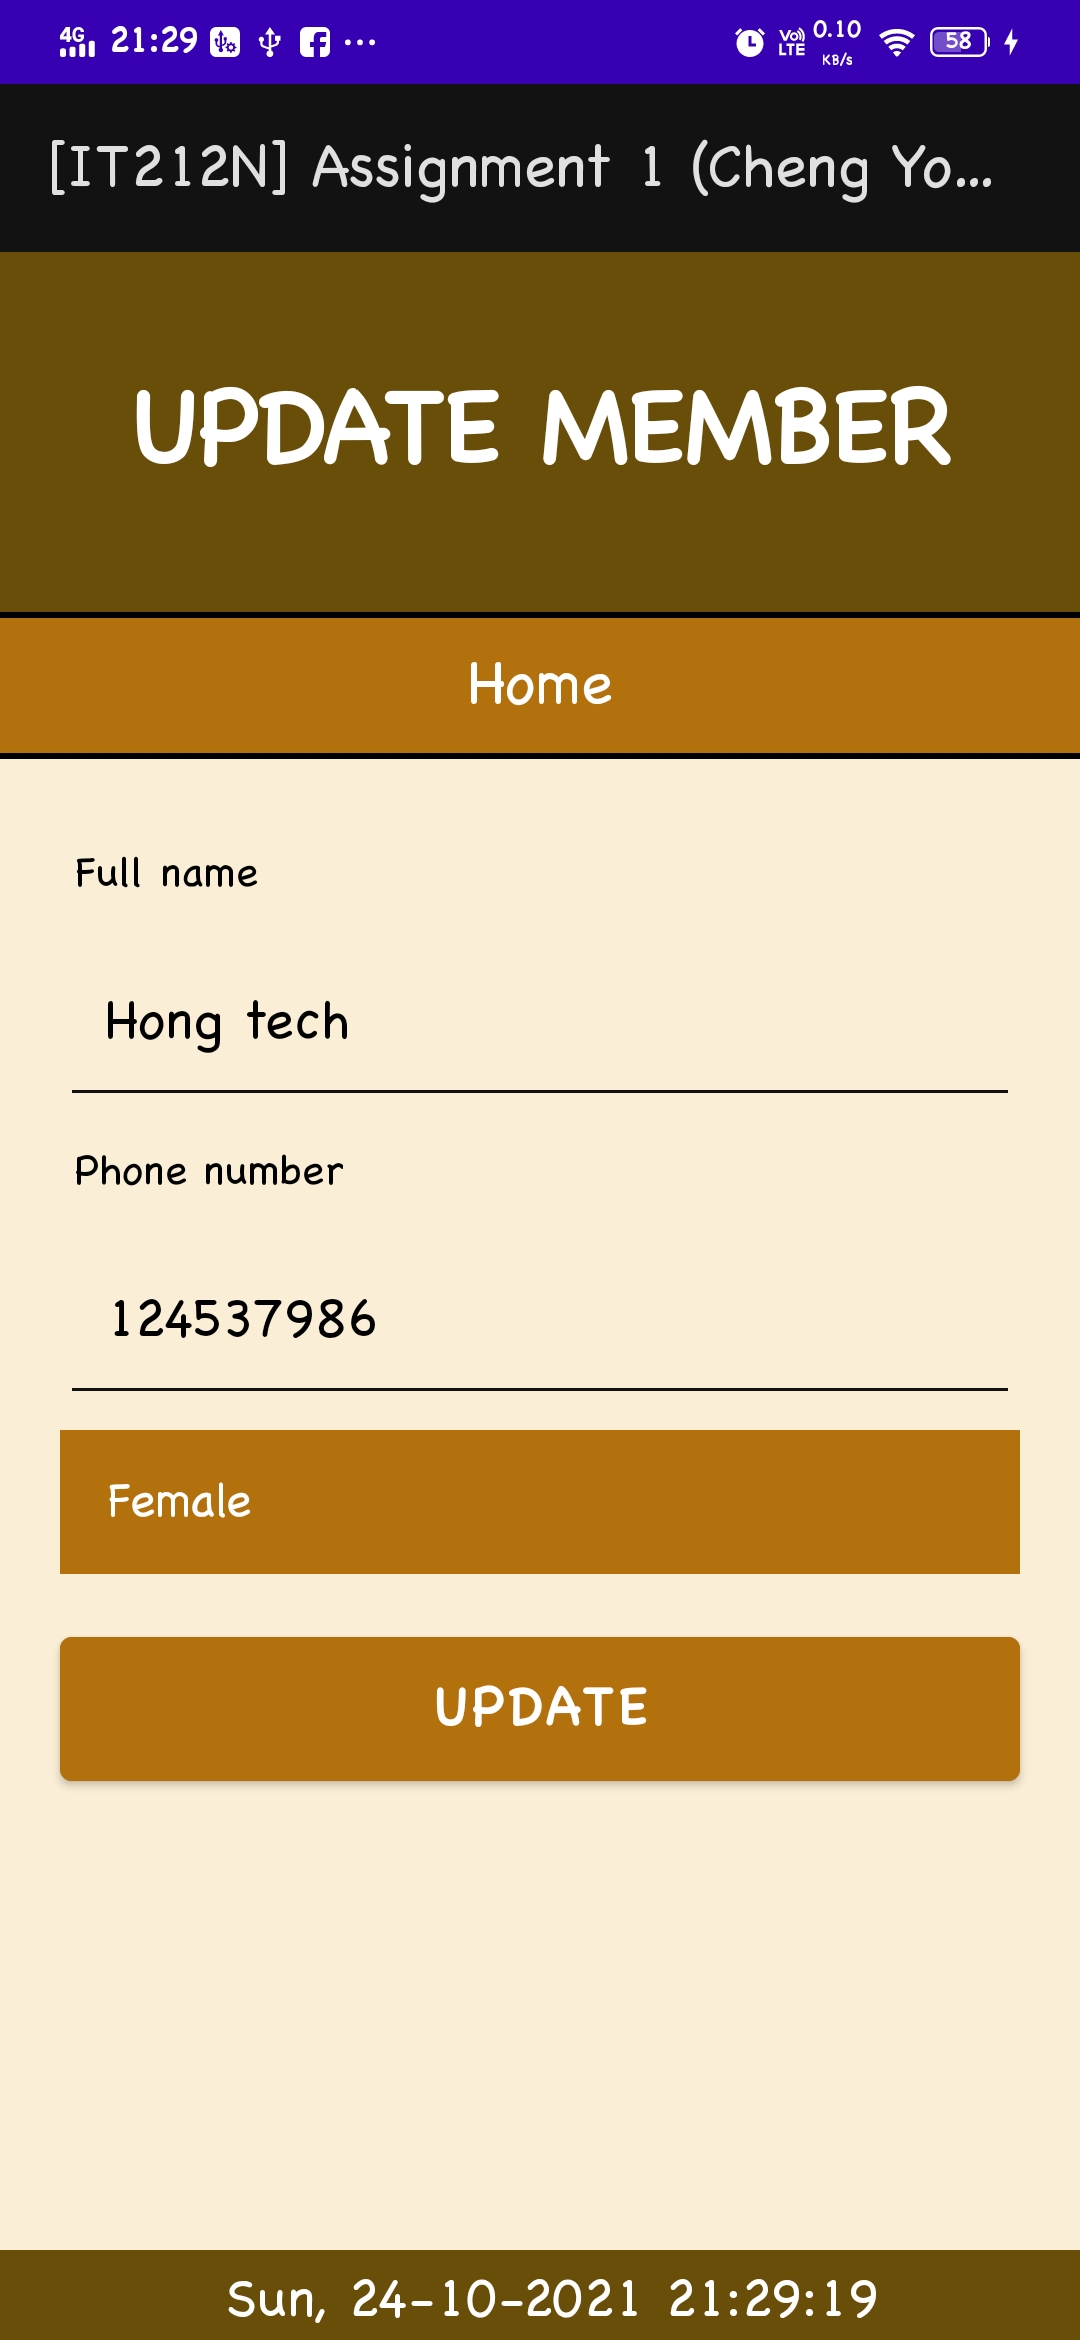 4G 21:29 Vo) LTE 0.10 KB/s 58
[IT212N] Assignment 1 (Cheng Yo...
UPDATE MEMBER
Home
Full name
Hong tech
Phone number
124537986
Female
UPDATE
Sun, 24-10-2021 21:29:19